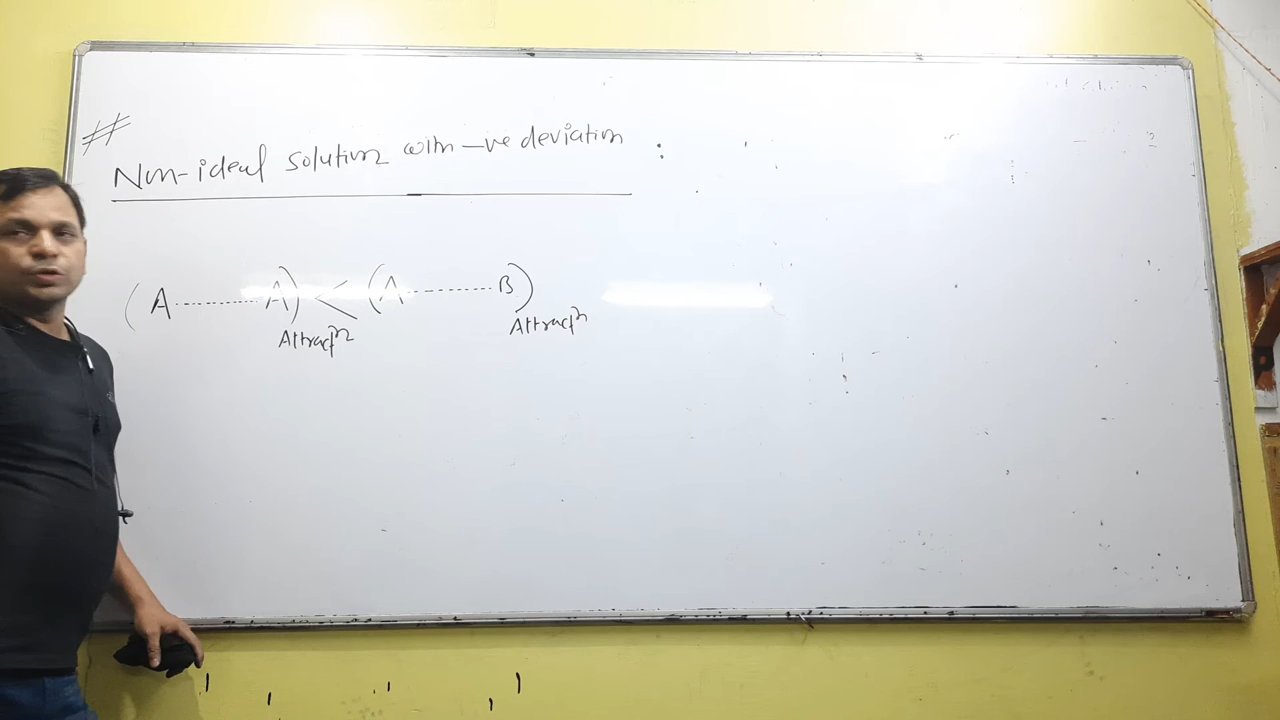 #
Non-ideal solution with -ve deviation :
(A --------- A) < (A --------- B)
Attracⁿ Attracⁿ